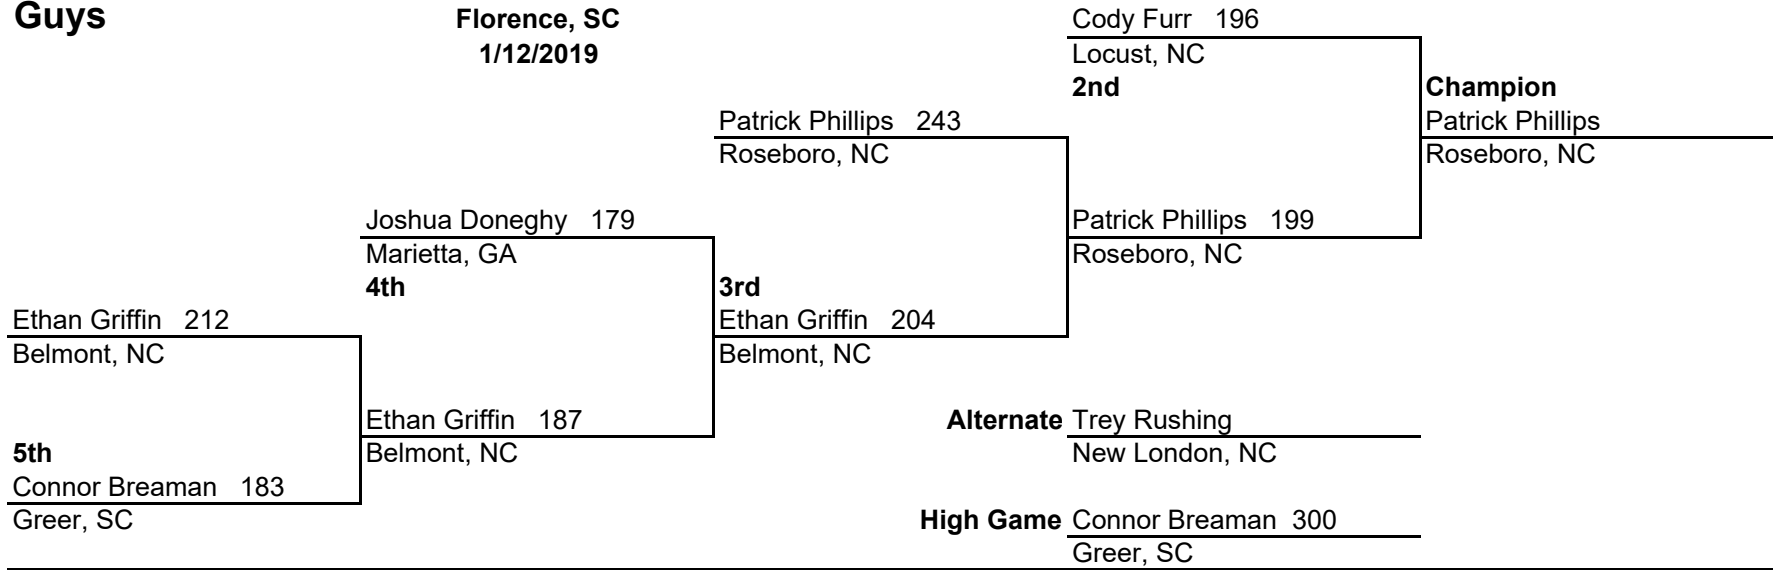 Guys
Florence, SC
1/12/2019
Cody Furr 196
Locust, NC
2nd
Champion
Patrick Phillips 243
Patrick Phillips
Roseboro, NC
Roseboro, NC
Joshua Doneghy 179
Patrick Phillips 199
Marietta, GA
Roseboro, NC
4th
3rd
Ethan Griffin 212
Ethan Griffin 204
Belmont, NC
Belmont, NC
Ethan Griffin 187
Alternate Trey Rushing
5th
Belmont, NC
New London, NC
Connor Breaman 183
Greer, SC
High Game Connor Breaman 300
Greer, SC